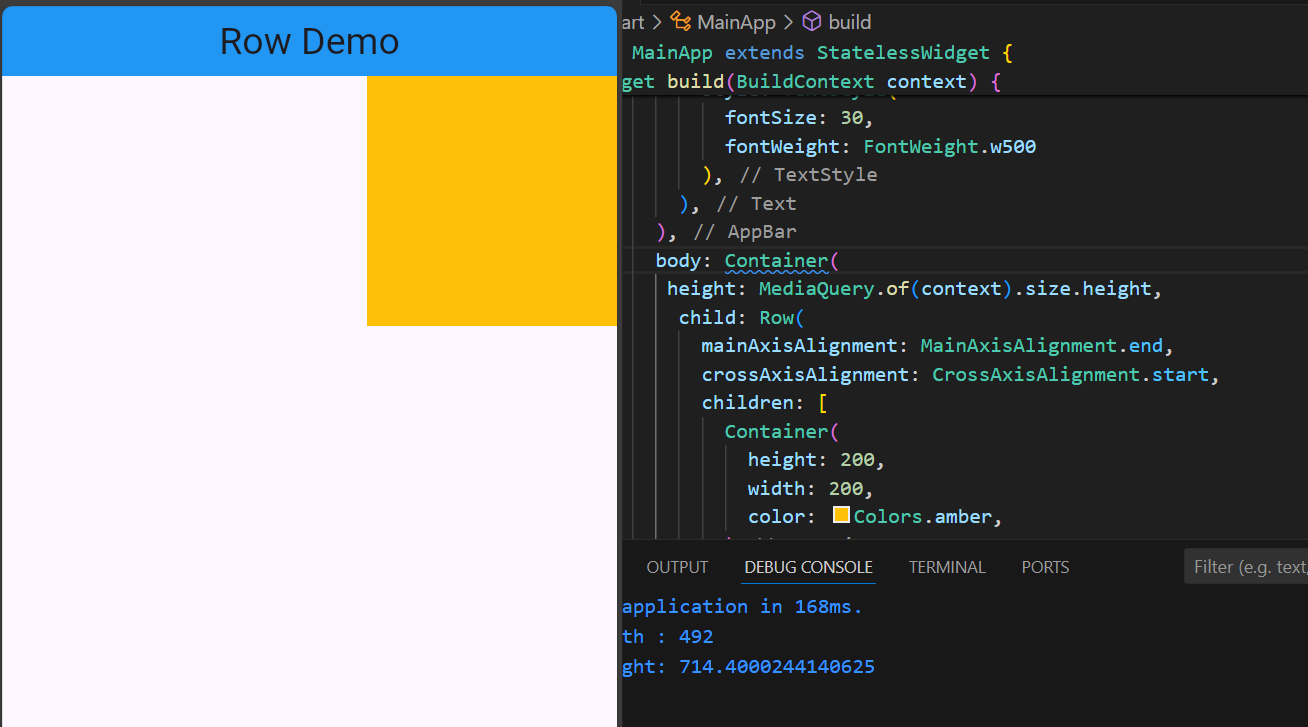 Row Demo
art > MainApp > build
MainApp extends StatelessWidget {
get build(BuildContext context) {
fontSize: 30,
fontWeight: FontWeight.w500
), // TextStyle
), // Text
), // AppBar
body: Container(
height: MediaQuery.of(context).size.height,
child: Row(
mainAxisAlignment: MainAxisAlignment.end,
crossAxisAlignment: CrossAxisAlignment.start,
children: [
Container(
height: 200,
width: 200,
color: Colors.amber,
OUTPUT DEBUG CONSOLE TERMINAL PORTS Filter (e.g. text,
application in 168ms.
th : 492
ght: 714.4000244140625